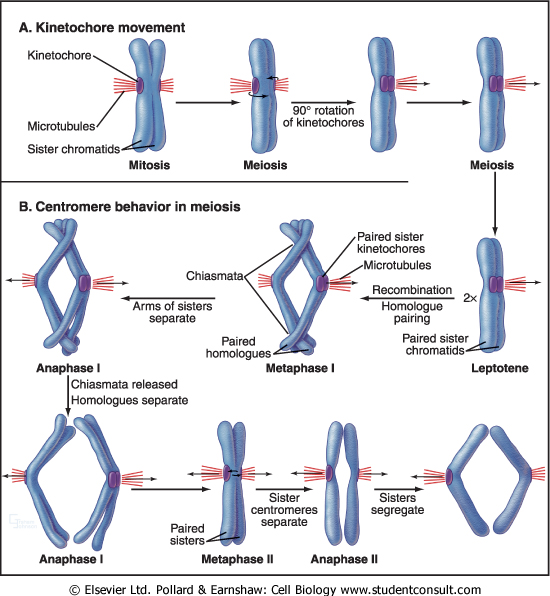 A. Kinetochore movement
Kinetochore
Microtubules
Sister chromatids
Mitosis
Meiosis
90° rotation
of kinetochores
Meiosis
B. Centromere behavior in meiosis
Chiasmata
Paired sister
kinetochores
Microtubules
Recombination
Homologue
pairing
2x
Arms of sisters
separate
Paired
homologues
Paired sister
chromatids
Anaphase I
Metaphase I
Leptotene
Chiasmata released
Homologues separate
Paired
sisters
Sister
centromeres
separate
Sisters
segregate
Anaphase I
Metaphase II
Anaphase II
© Elsevier Ltd. Pollard & Earnshaw: Cell Biology www.studentconsult.com